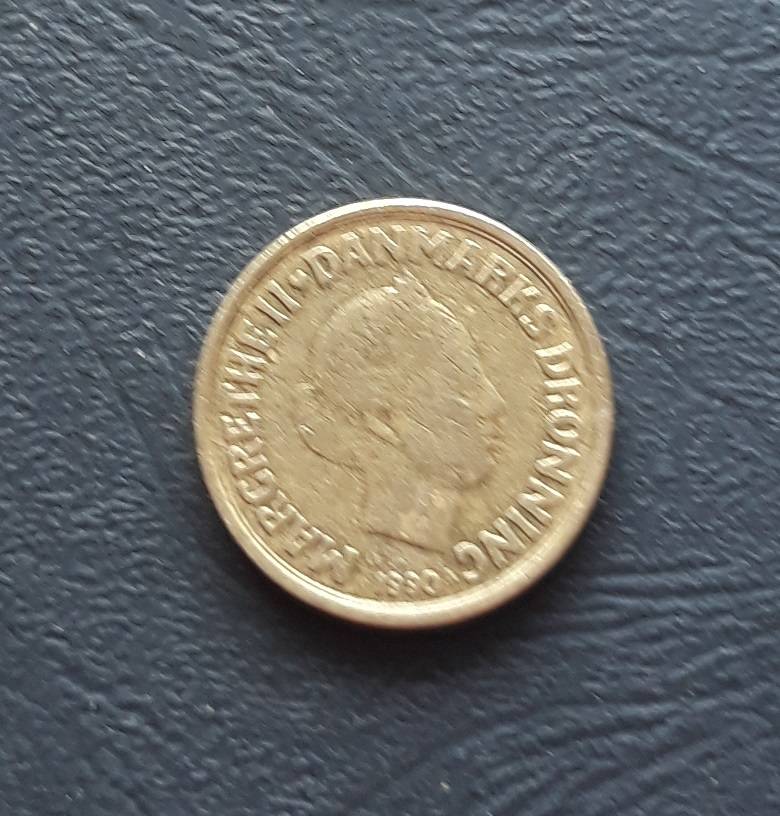 MARGRETHE II • DANMARKS DRONNING
1990